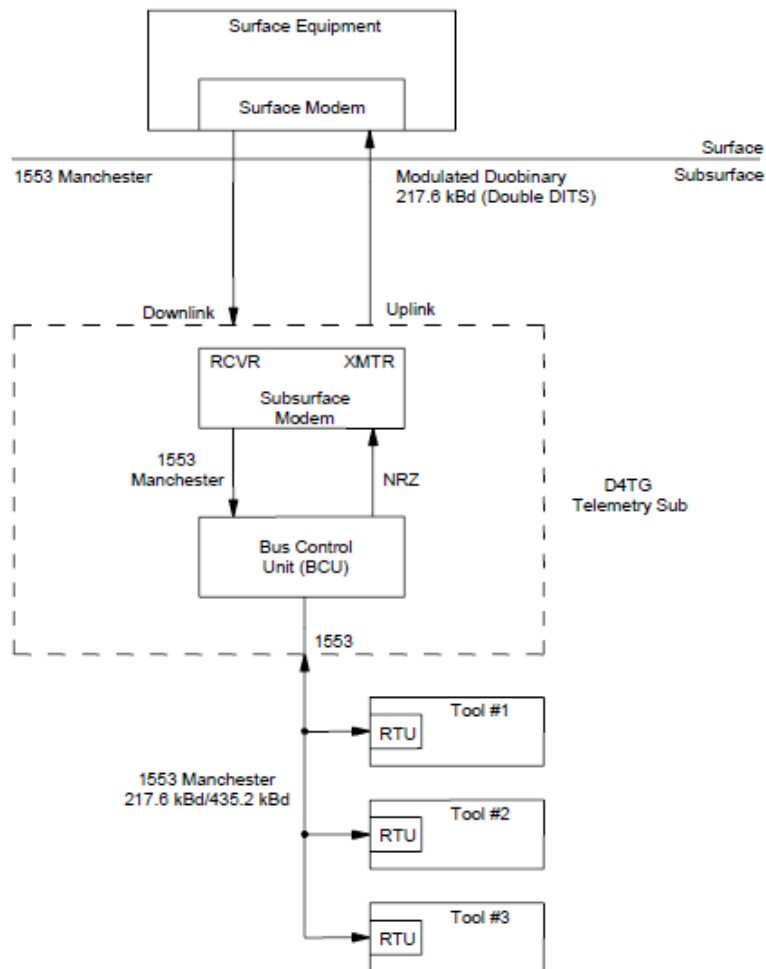 Surface Equipment
Surface Modem
Surface
1553 Manchester
Modulated Duobinary
Subsurface
217.6 kBd (Double DITS)
Downlink
Uplink
RCVR
XMTR
Subsurface
Modem
1553
Manchester
NRZ
D4TG
Telemetry Sub
Bus Control
Unit (BCU)
1553
Tool #1
RTU
1553 Manchester
217.6 kBd/435.2 kBd
Tool #2
RTU
Tool #3
RTU